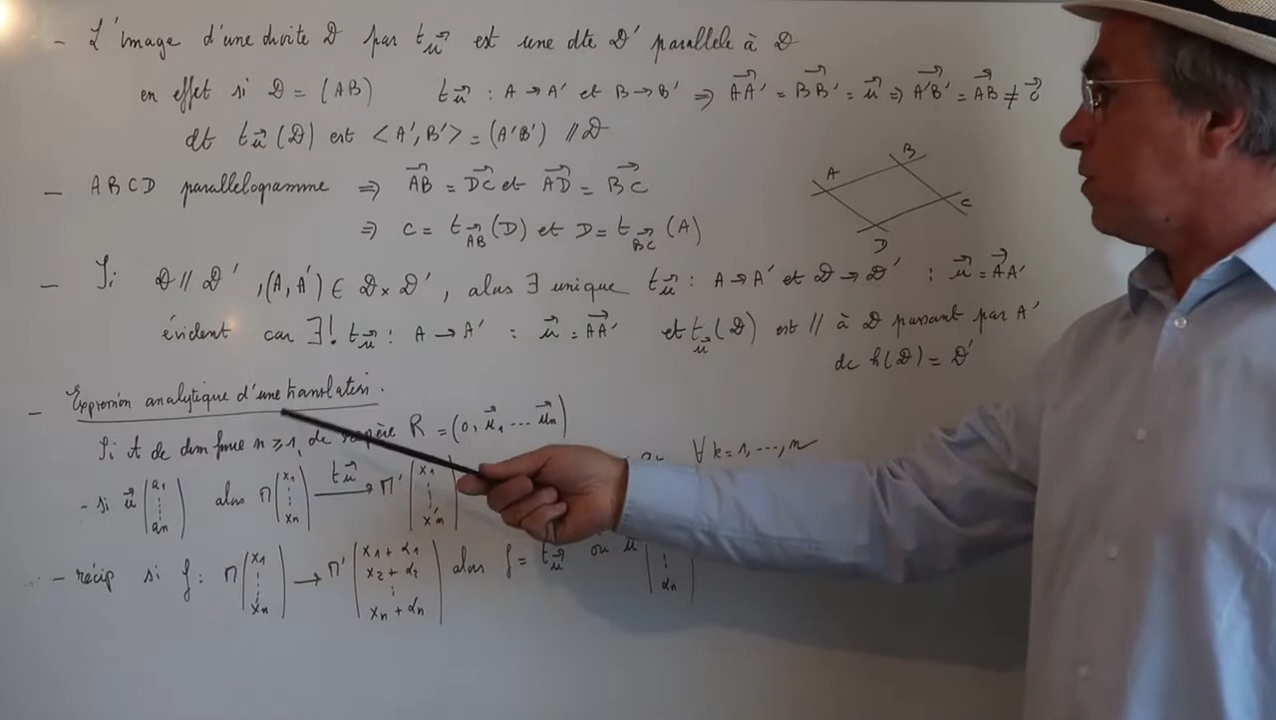 - L'image d'une droite D par t_u⃗ est une dte D' parallele à D
en effet si D = (AB) t_u⃗ : A → A' et B → B' ⇒ AA'⃗ = BB'⃗ = u⃗ ⇒ A'B'⃗ = AB⃗ ≠ 0⃗
dt t_u⃗(D) est <A', B'> = (A'B') // D
- ABCD parallelogramme ⇒ AB⃗ = DC⃗ et AD⃗ = BC⃗
⇒ C = t_AB⃗(D) et D = t_BC⃗(A)
A B C D
- Si D // D', (A, A') ∈ D × D', alors ∃ unique t_u⃗ : A → A' et D → D' : u⃗ = AA'⃗
évident car ∃! t_u⃗ : A → A' : u⃗ = AA'⃗ et t_u⃗(D) est // à D passant par A'
dc h(D) = D'
- Expression analytique d'une translation.
Si A de dim finie n ≥ 1, de repère R = (O, u⃗₁ ... u⃗ₙ)
- si u⃗ (a₁ ⋮ aₙ) alors M (x₁ ⋮ xₙ) —t_u⃗→ M' (x₁ ⋮ x'ₙ) ∀ k = 1, ..., n
- récip si f : M (x₁ ⋮ xₙ) → M' (x₁ + α₁ x₂ + α₂ ⋮ xₙ + αₙ) alors f = t_u⃗ où u (⋮ αₙ)